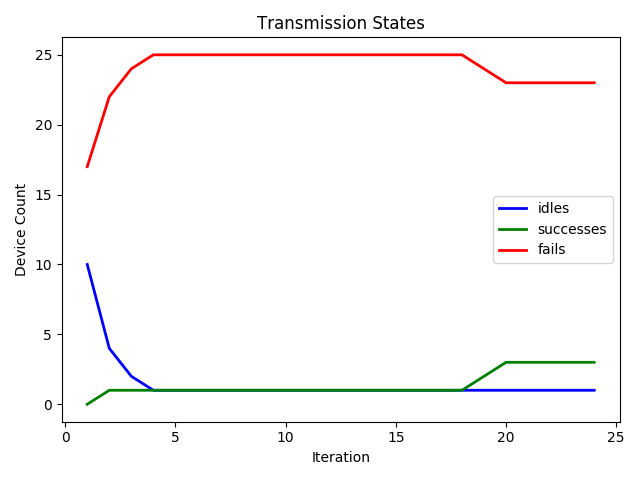 Transmission States
Device Count
25
20
15
10
5
0
idles
successes
fails
0 5 10 15 20 25
Iteration